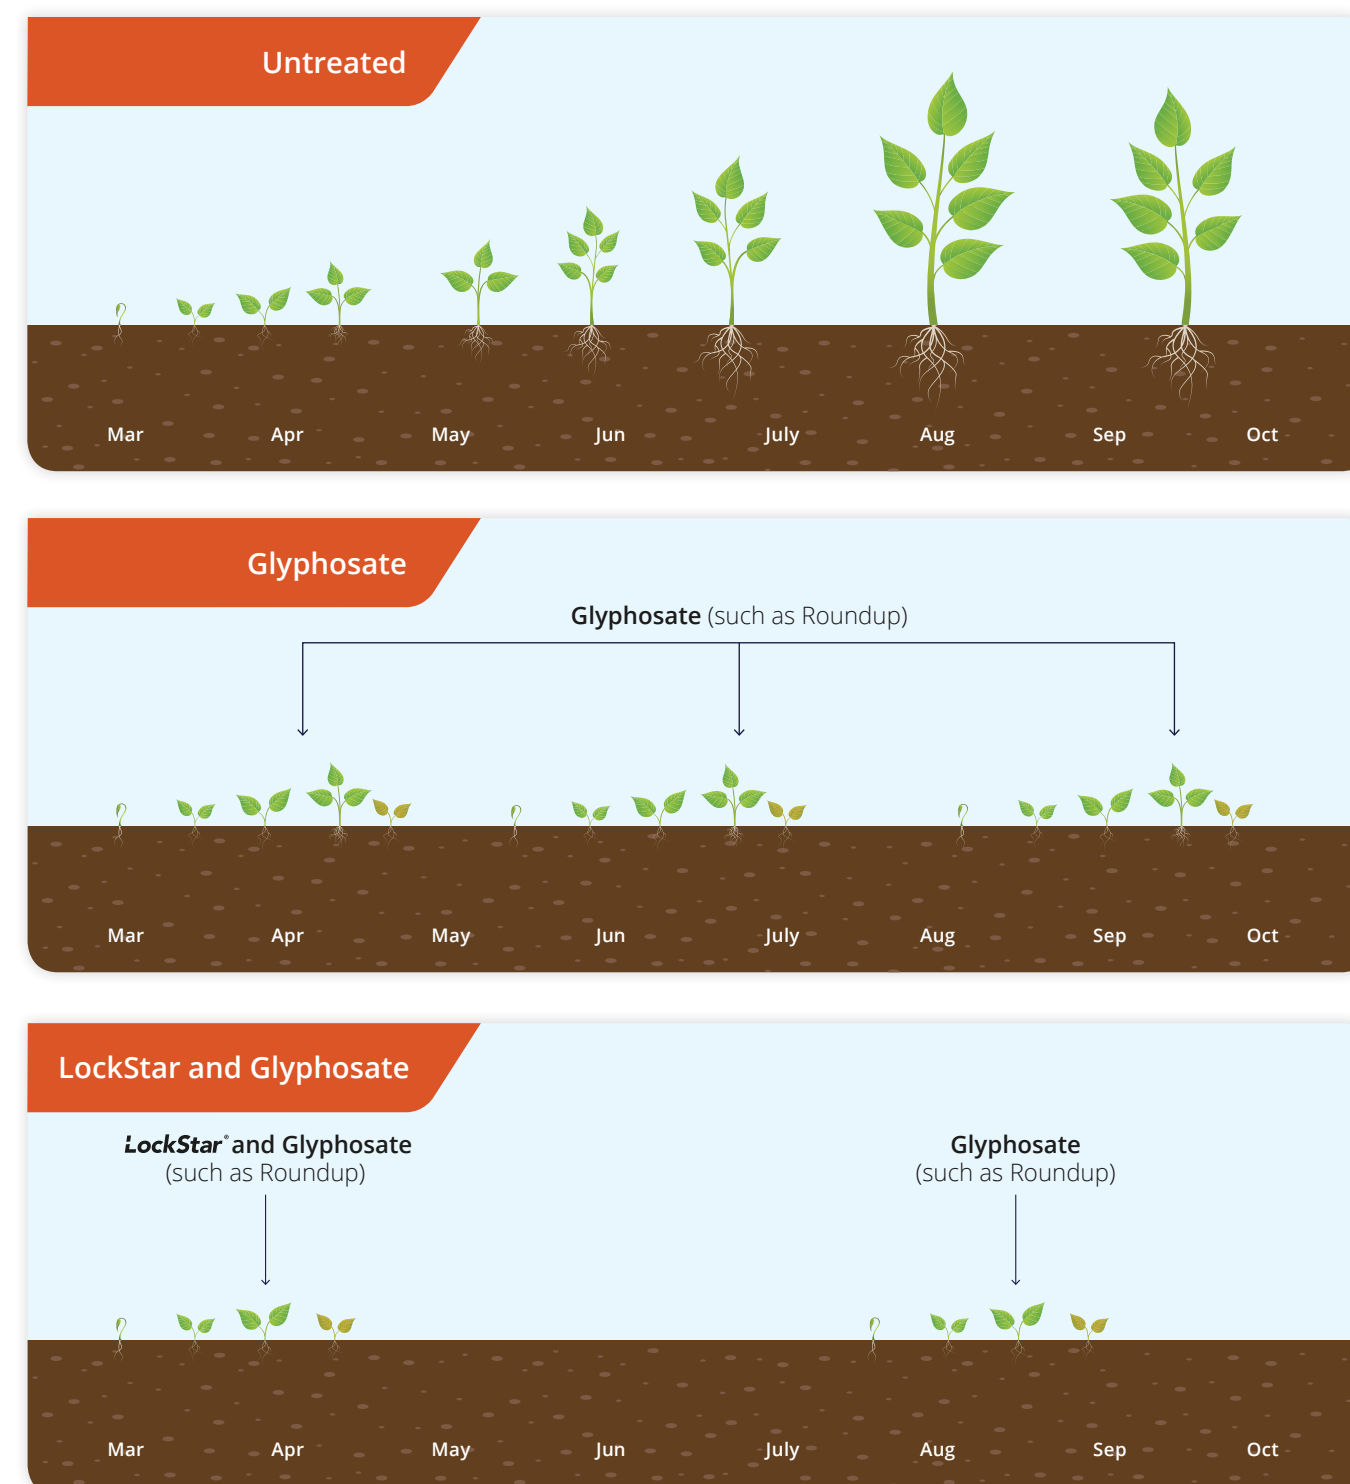 Untreated
Mar Apr May Jun July Aug Sep Oct
Glyphosate
Glyphosate (such as Roundup)
Mar Apr May Jun July Aug Sep Oct
LockStar and Glyphosate
LockStar® and Glyphosate
(such as Roundup)
Glyphosate
(such as Roundup)
Mar Apr May Jun July Aug Sep Oct